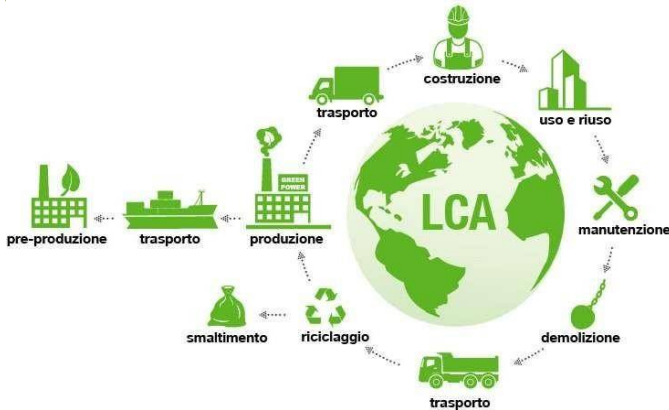 costruzione
trasporto
uso e riuso
GREEN
POWER
LCA
pre-produzione
trasporto
produzione
manutenzione
smaltimento
riciclaggio
demolizione
trasporto